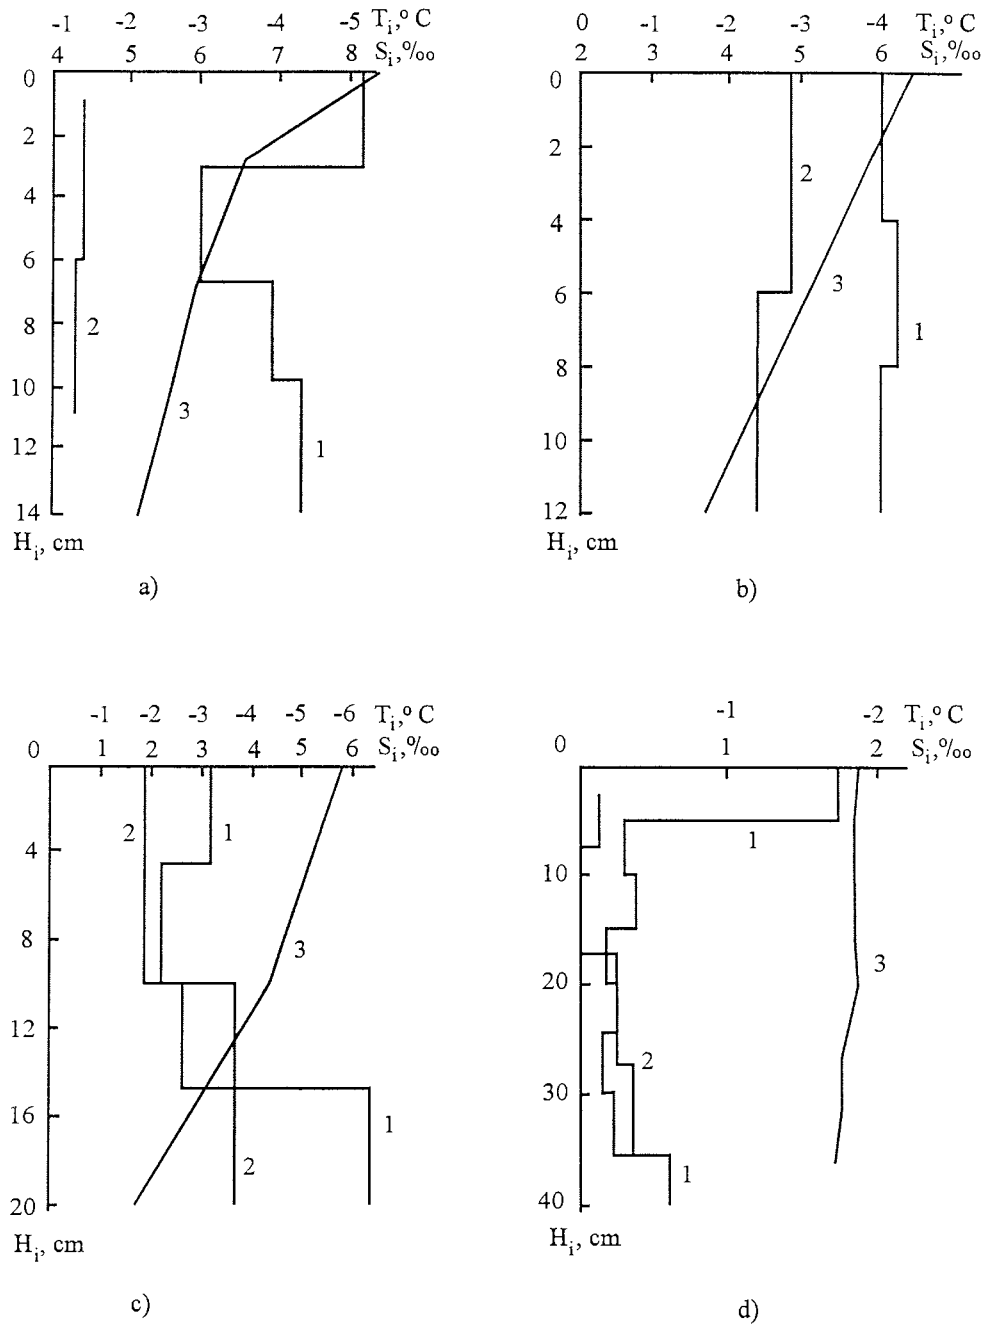 -1 -2 -3 -4 -5 Tᵢ,° C
4 5 6 7 8 Sᵢ,‰
0
2
4
6
8
10
12
14
Hᵢ, cm
2
3
1
a)
0 -1 -2 -3 -4 Tᵢ,° C
2 3 4 5 6 Sᵢ,‰
0
2
4
6
8
10
12
Hᵢ, cm
2
3
1
b)
-1 -2 -3 -4 -5 -6 Tᵢ,° C
0 1 2 3 4 5 6 Sᵢ,‰
4
8
12
16
20
Hᵢ, cm
2 1
3
1
2
c)
-1 -2 Tᵢ,° C
0 1 2 Sᵢ,‰
10
20
30
40
Hᵢ, cm
1
3
2
1
d)